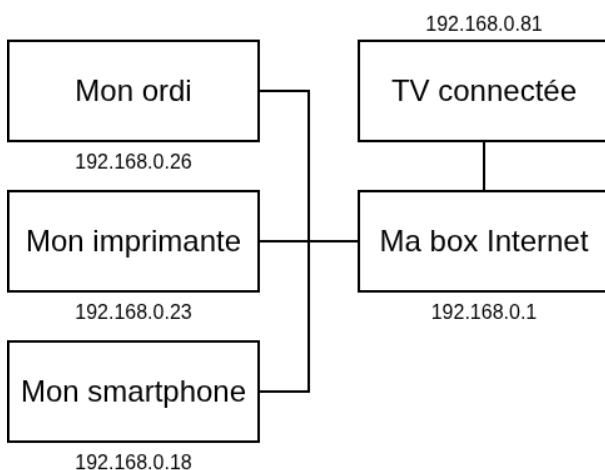 192.168.0.81
Mon ordi
TV connectée
192.168.0.26
Mon imprimante
Ma box Internet
192.168.0.23
192.168.0.1
Mon smartphone
192.168.0.18